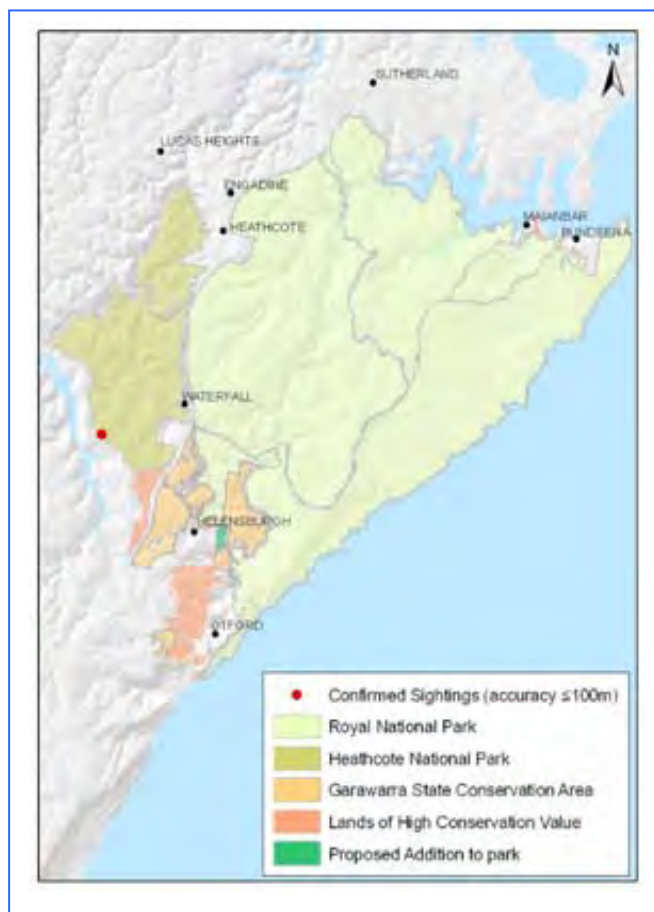 N
SUTHERLAND
LUCAS HEIGHTS
ENGADINE
HEATHCOTE
MAIANBAR
BUNDEENA
WATERFALL
HELENSBURGH
OTFORD
Confirmed Sightings (accuracy ≤100m)
Royal National Park
Heathcote National Park
Garawarra State Conservation Area
Lands of High Conservation Value
Proposed Addition to park